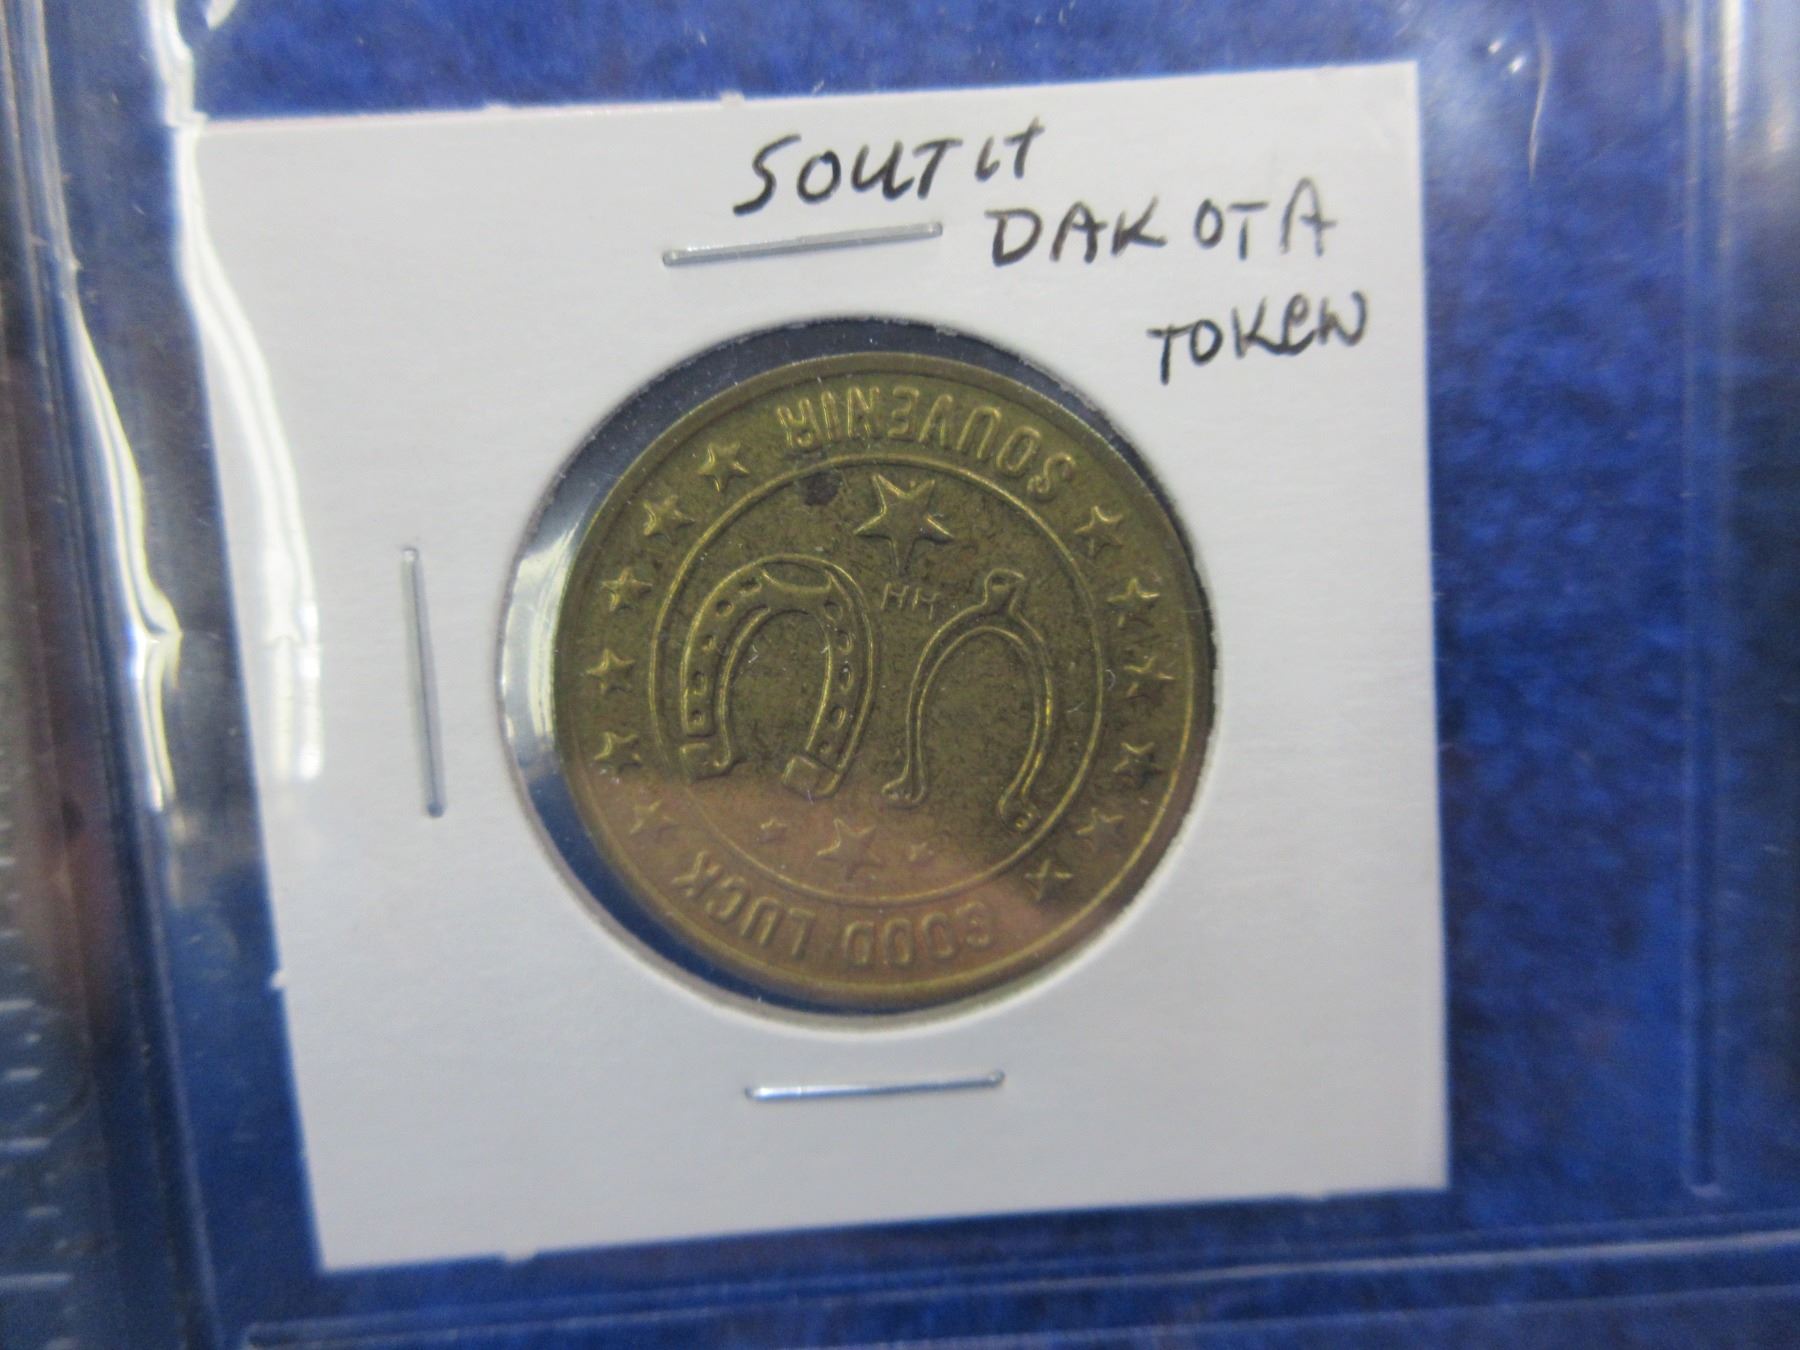 SOUTH
DAKOTA
TOKeN
SOUVENIR
HH
GOOD LUCK